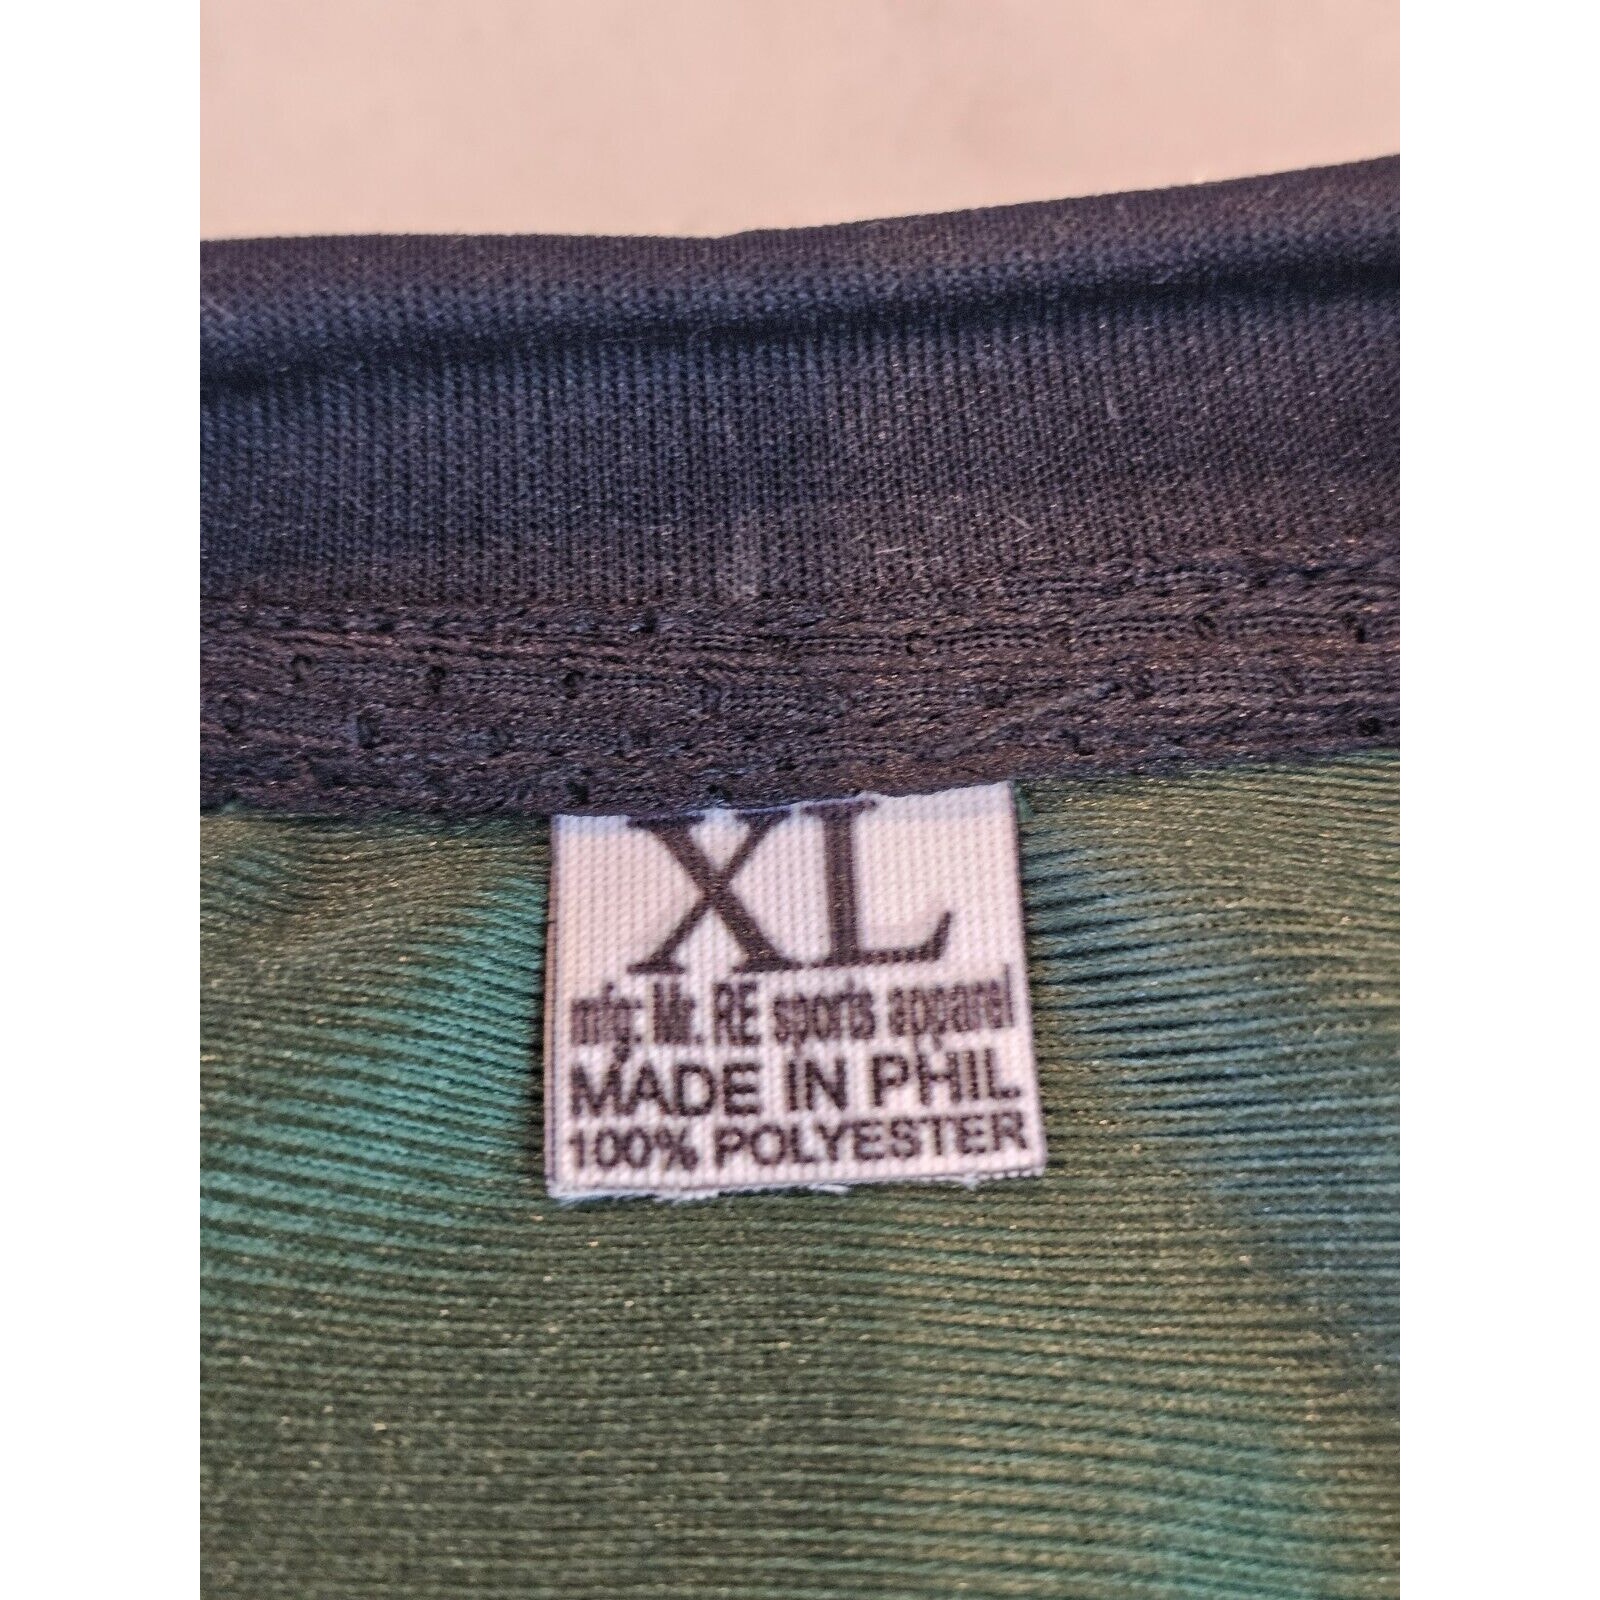 XL
mfg: Mr. RE sports apparel
MADE IN PHIL
100% POLYESTER